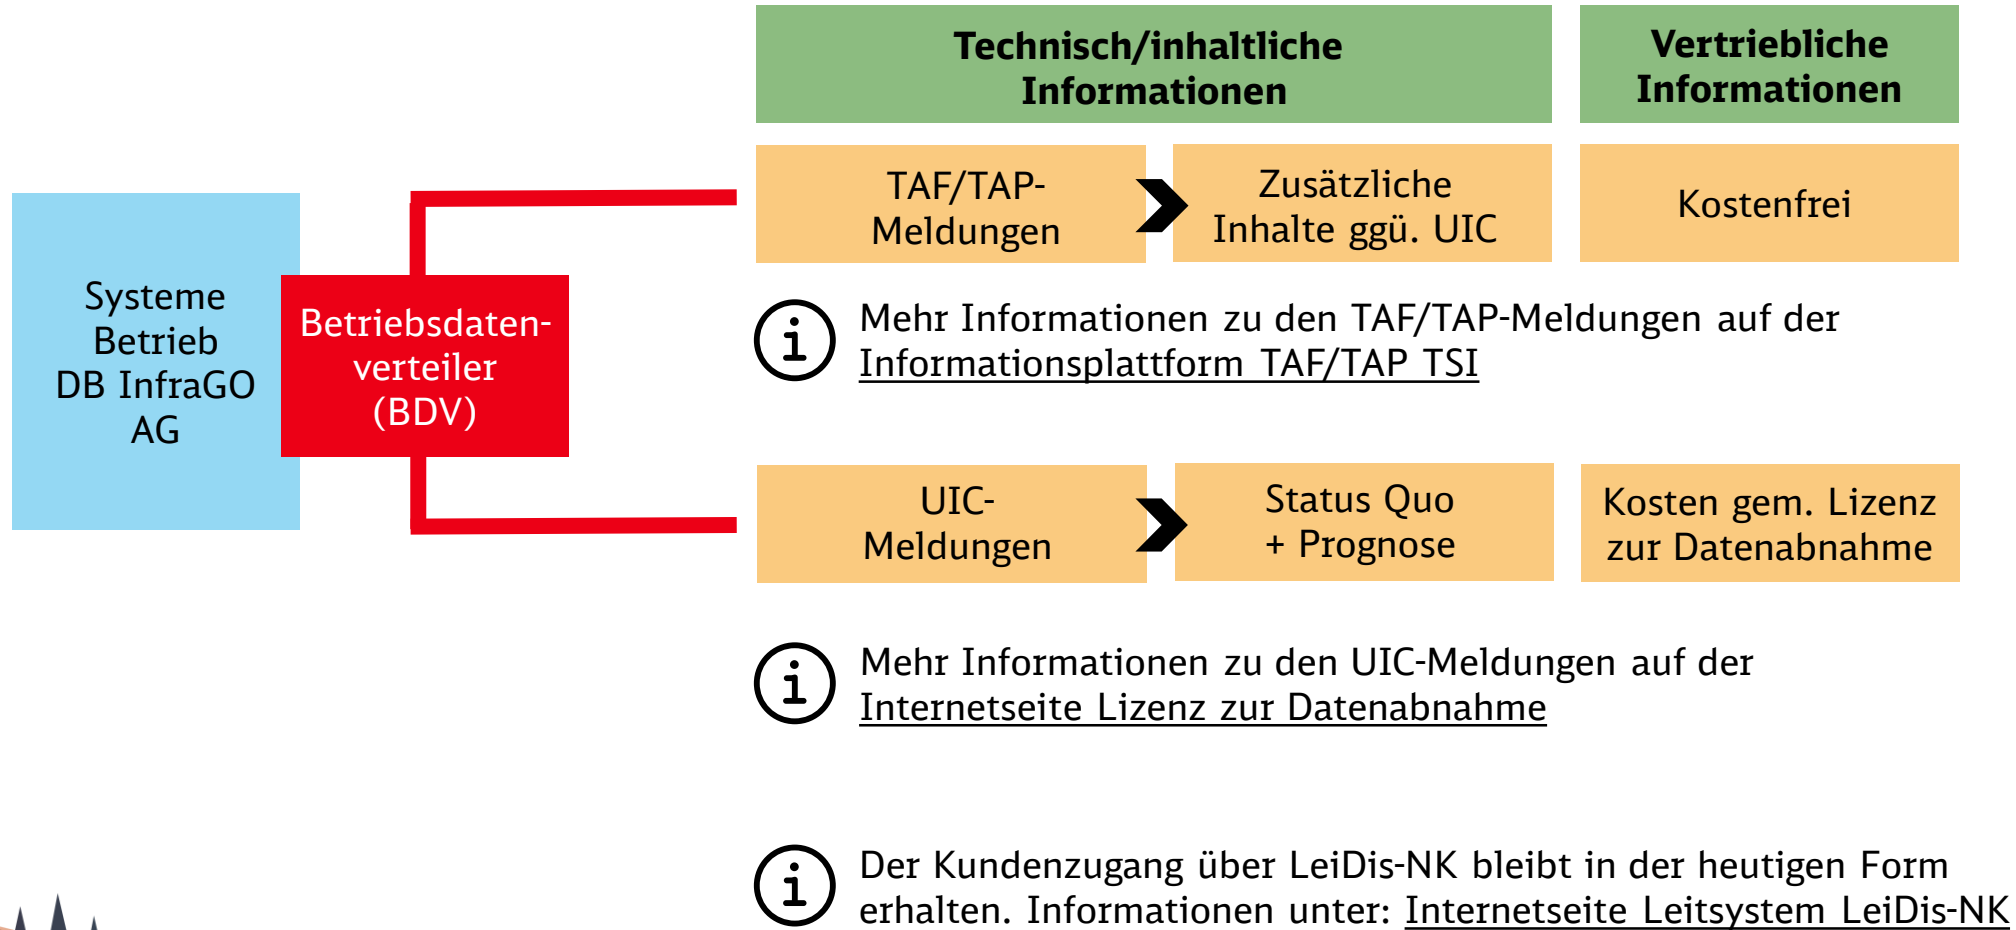 Technisch/inhaltliche
Informationen
Vertriebliche
Informationen
TAF/TAP-
Meldungen
Zusätzliche
Inhalte ggü. UIC
Kostenfrei
Systeme
Betrieb
DB InfraGO
AG
Betriebsdaten-
verteiler
(BDV)
Mehr Informationen zu den TAF/TAP-Meldungen auf der
Informationsplattform TAF/TAP TSI
UIC-
Meldungen
Status Quo
+ Prognose
Kosten gem. Lizenz
zur Datenabnahme
Mehr Informationen zu den UIC-Meldungen auf der
Internetseite Lizenz zur Datenabnahme
Der Kundenzugang über LeiDis-NK bleibt in der heutigen Form
erhalten. Informationen unter: Internetseite Leitsystem LeiDis-NK